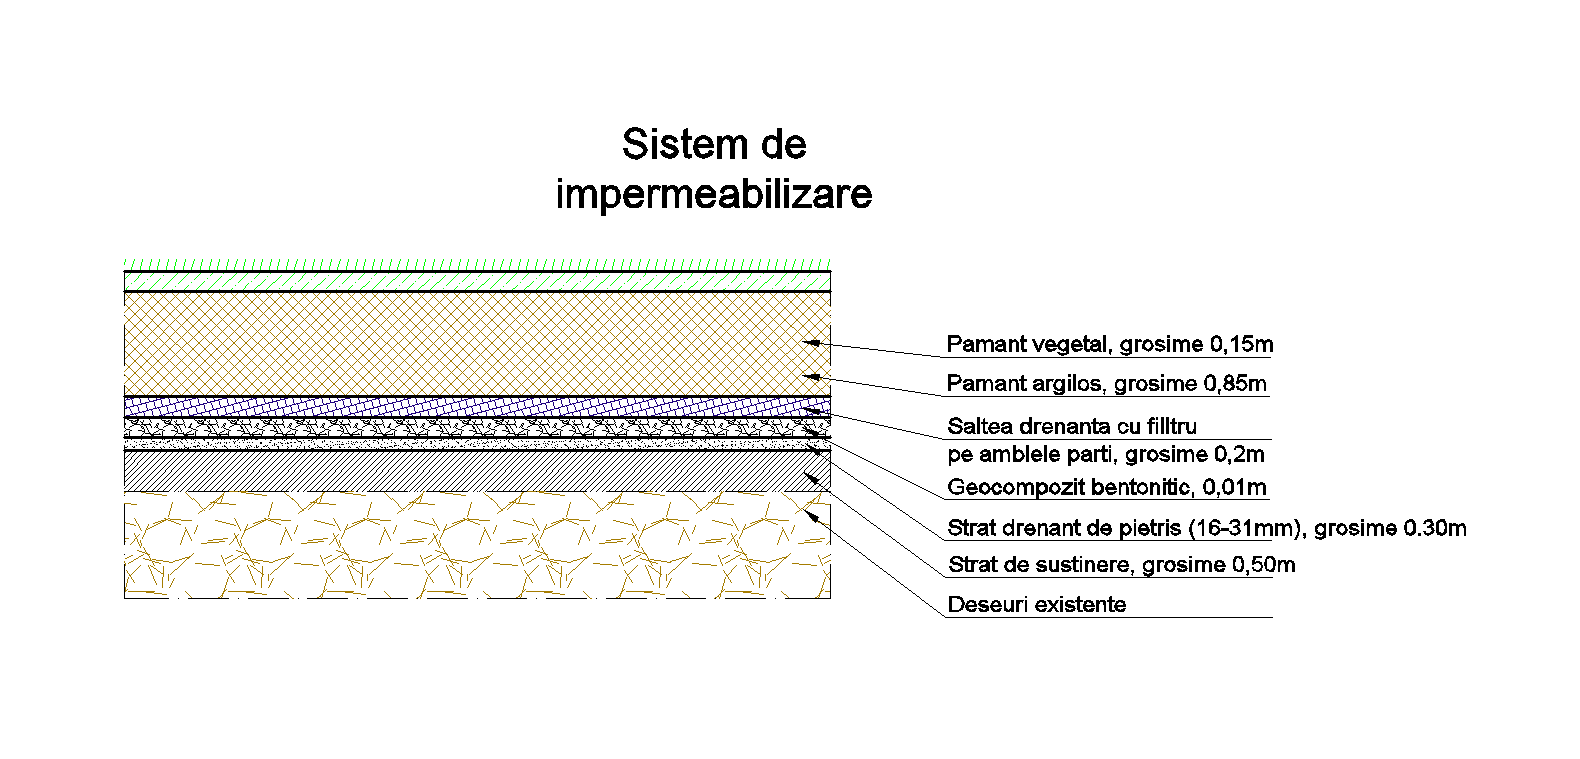 Sistem de
impermeabilizare
Pamant vegetal, grosime 0,15m
Pamant argilos, grosime 0,85m
Saltea drenanta cu filltru
pe amblele parti, grosime 0,2m
Geocompozit bentonitic, 0,01m
Strat drenant de pietris (16-31mm), grosime 0.30m
Strat de sustinere, grosime 0,50m
Deseuri existente